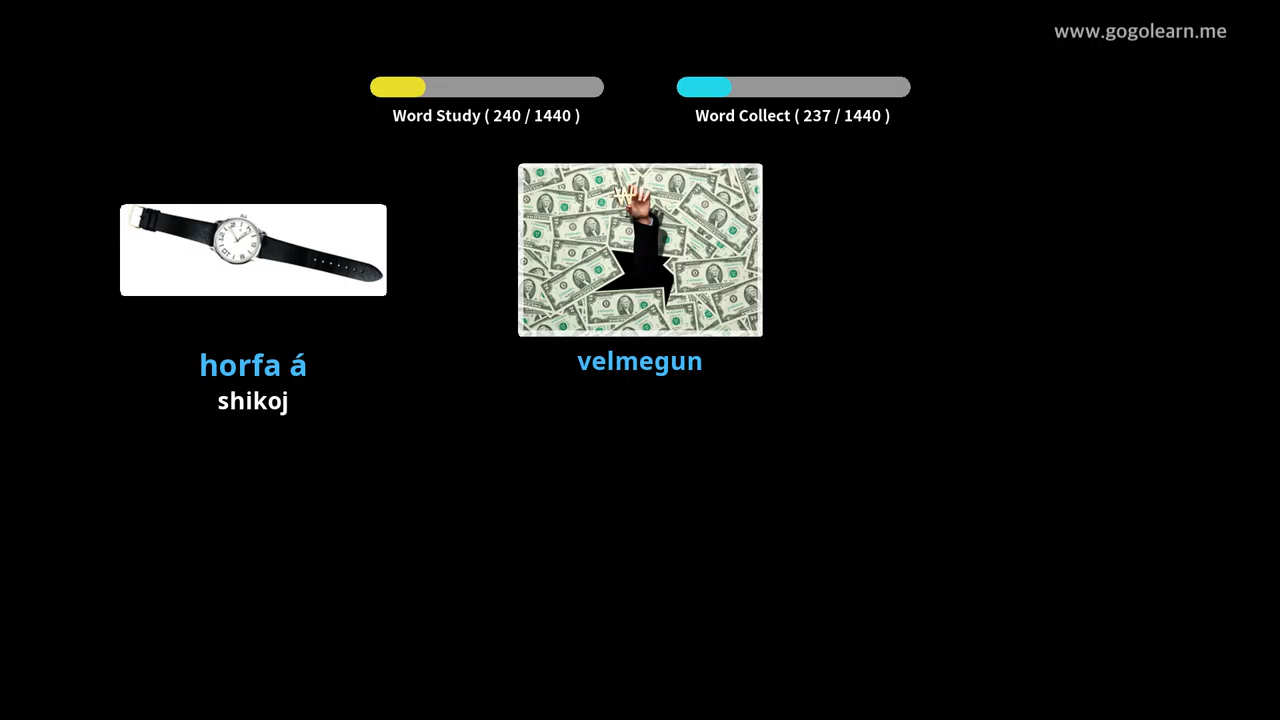 www.gogolearn.me
Word Study ( 240 / 1440 )
Word Collect ( 237 / 1440 )
horfa á
shikoj
velmegun